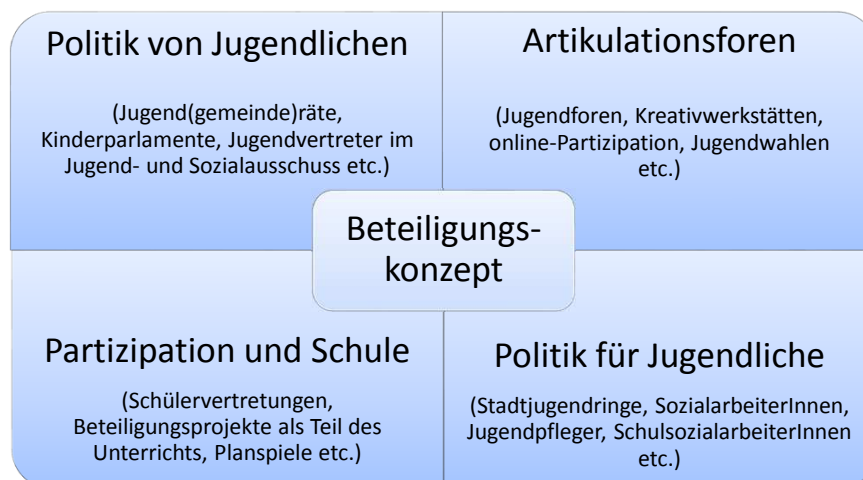 Politik von Jugendlichen
(Jugend(gemeinde)räte,
Kinderparlamente, Jugendvertreter im
Jugend- und Sozialausschuss etc.)
Artikulationsforen
(Jugendforen, Kreativwerkstätten,
online-Partizipation, Jugendwahlen
etc.)
Beteiligungs-
konzept
Partizipation und Schule
(Schülervertretungen,
Beteiligungsprojekte als Teil des
Unterrichts, Planspiele etc.)
Politik für Jugendliche
(Stadtjugendringe, SozialarbeiterInnen,
Jugendpfleger, SchulsozialarbeiterInnen
etc.)